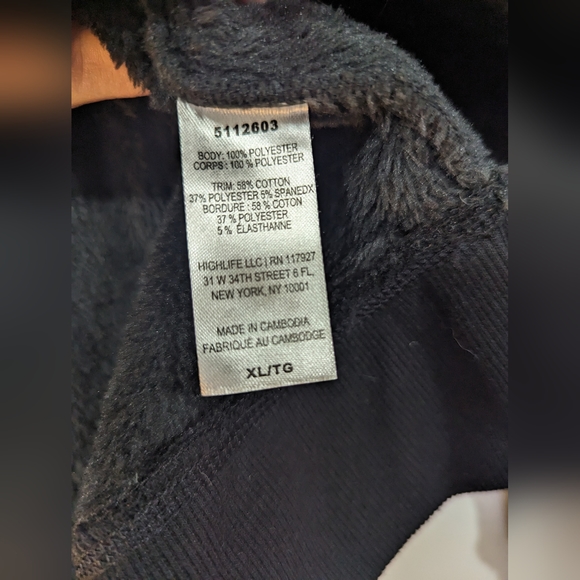 5112603
BODY: 100% POLYESTER
CORPS: 100 % POLYESTER
TRIM: 58% COTTON
37% POLYESTER 5% SPANEDX
BORDURE: 58 % COTON
37 % POLYESTER
5 % ÉLASTHANNE
HIGHLIFE LLC | RN 117927
31 W 34TH STREET 6 FL,
NEW YORK, NY 10001
MADE IN CAMBODIA
FABRIQUÉ AU CAMBODGE
XL/TG